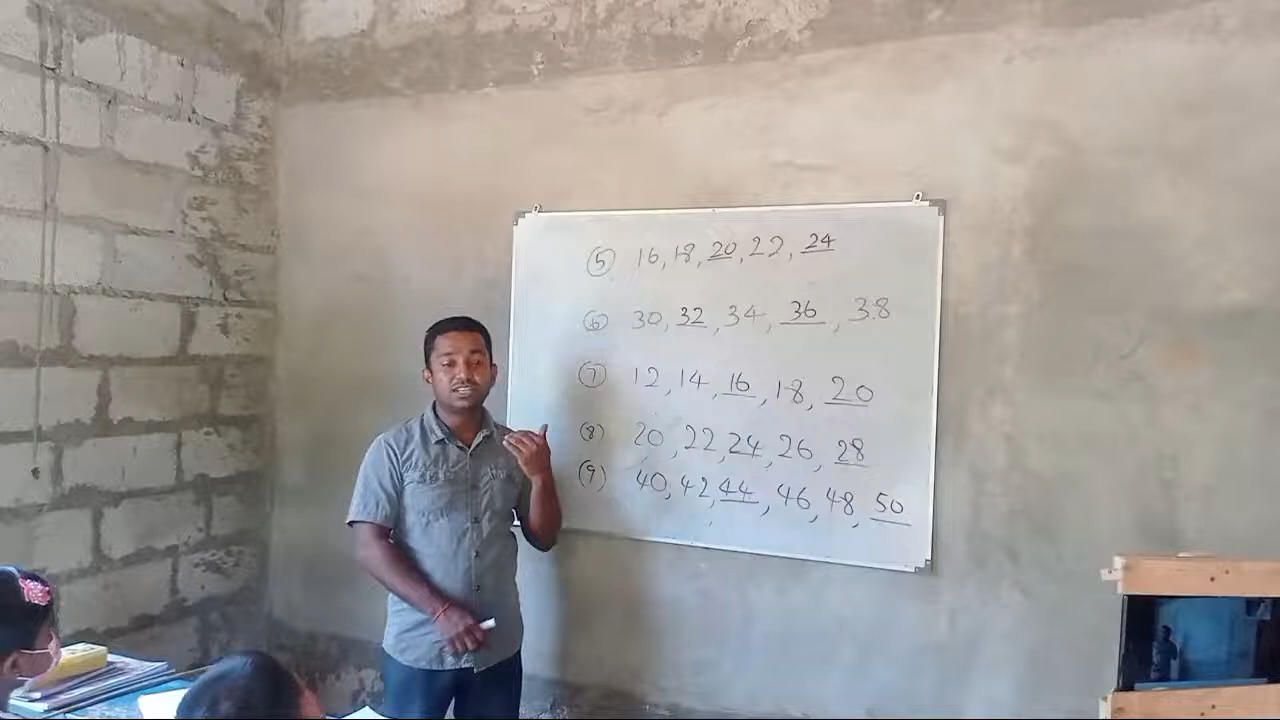 (5) 16, 18, 20, 22, 24
(6) 30, 32, 34, 36, 38
(7) 12, 14, 16, 18, 20
(8) 20, 22, 24, 26, 28
(9) 40, 42, 44, 46, 48, 50